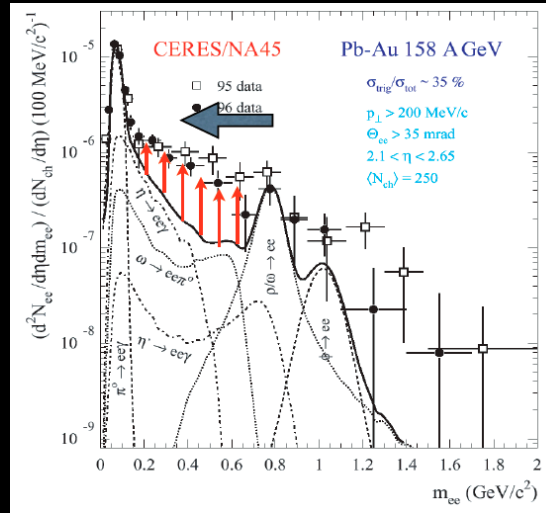 CERES/NA45
Pb-Au 158 A GeV
95 data
96 data
σtrig/σtot ~ 35 %
p⊥ > 200 MeV/c
Θee > 35 mrad
2.1 < η < 2.65
⟨Nch⟩ = 250
(d²Nee/dηdmee) / (dNch/dη) (100 MeV/c²)⁻¹
10⁻⁵
10⁻⁶
10⁻⁷
10⁻⁸
10⁻⁹
η → eeγ
ω → eeπ°
η' → eeγ
π° → eeγ
ρ/ω → ee
φ → ee
0 0.2 0.4 0.6 0.8 1 1.2 1.4 1.6 1.8 2
mee (GeV/c²)